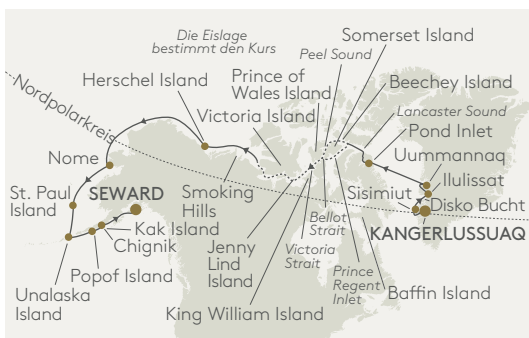 Die Eislage
bestimmt den Kurs
Somerset Island
Peel Sound
Herschel Island
Prince of
Wales Island
Beechey Island
Nordpolarkreis
Victoria Island
Lancaster Sound
Pond Inlet
Uummannaq
Nome
Ilulissat
St. Paul
Island
SEWARD
Smoking
Hills
Sisimiut
Disko Bucht
Kak Island
Chignik
Bellot
Strait
KANGERLUSSUAQ
Jenny
Lind
Island
Victoria
Strait
Popof Island
Prince
Regent
Inlet
Unalaska
Island
Baffin Island
King William Island